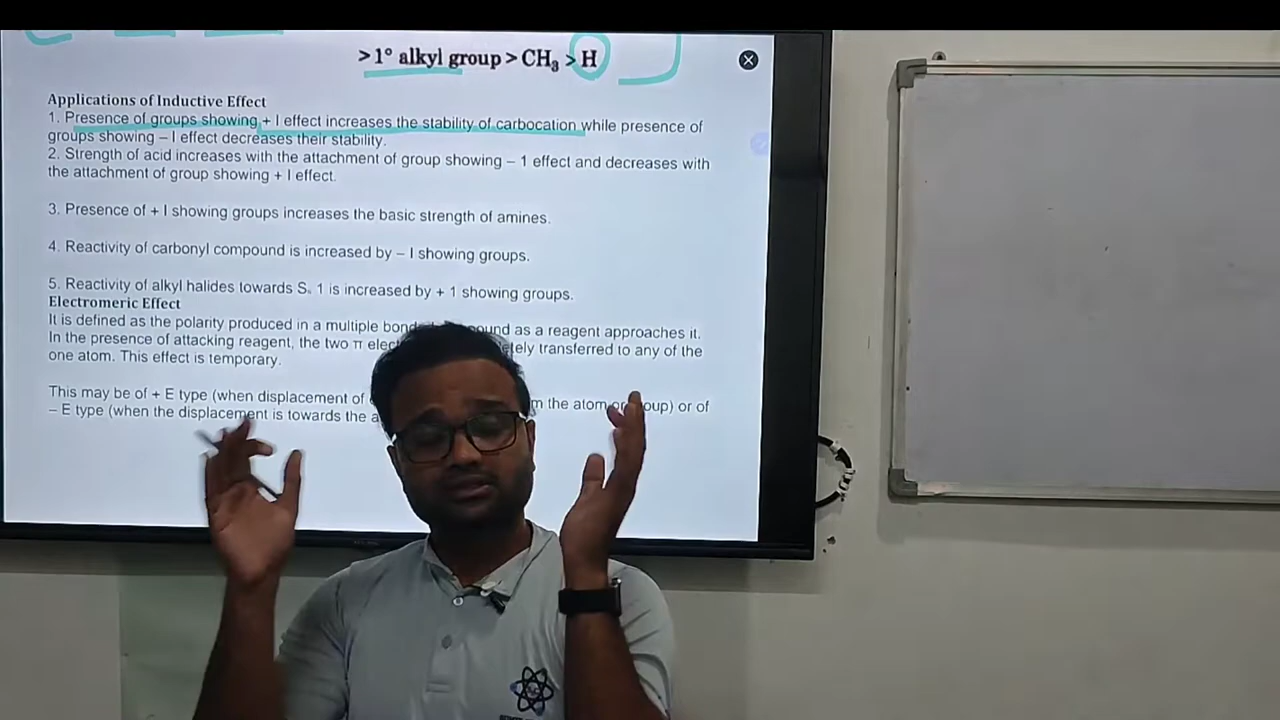 > 1° alkyl group > CH₃ > H
Applications of Inductive Effect
1. Presence of groups showing + I effect increases the stability of carbocation while presence of
groups showing – I effect decreases their stability.
2. Strength of acid increases with the attachment of group showing – 1 effect and decreases with
the attachment of group showing + I effect.
3. Presence of + I showing groups increases the basic strength of amines.
4. Reactivity of carbonyl compound is increased by – I showing groups.
5. Reactivity of alkyl halides towards Sₙ 1 is increased by + 1 showing groups.
Electromeric Effect
It is defined as the polarity produced in a multiple bond as a reagent approaches it.
In the presence of attacking reagent, the two π transferred to any of the
one atom. This effect is temporary.
This may be of + E type (when displacement of the atom or group) or of
– E type (when the displacement is towards the